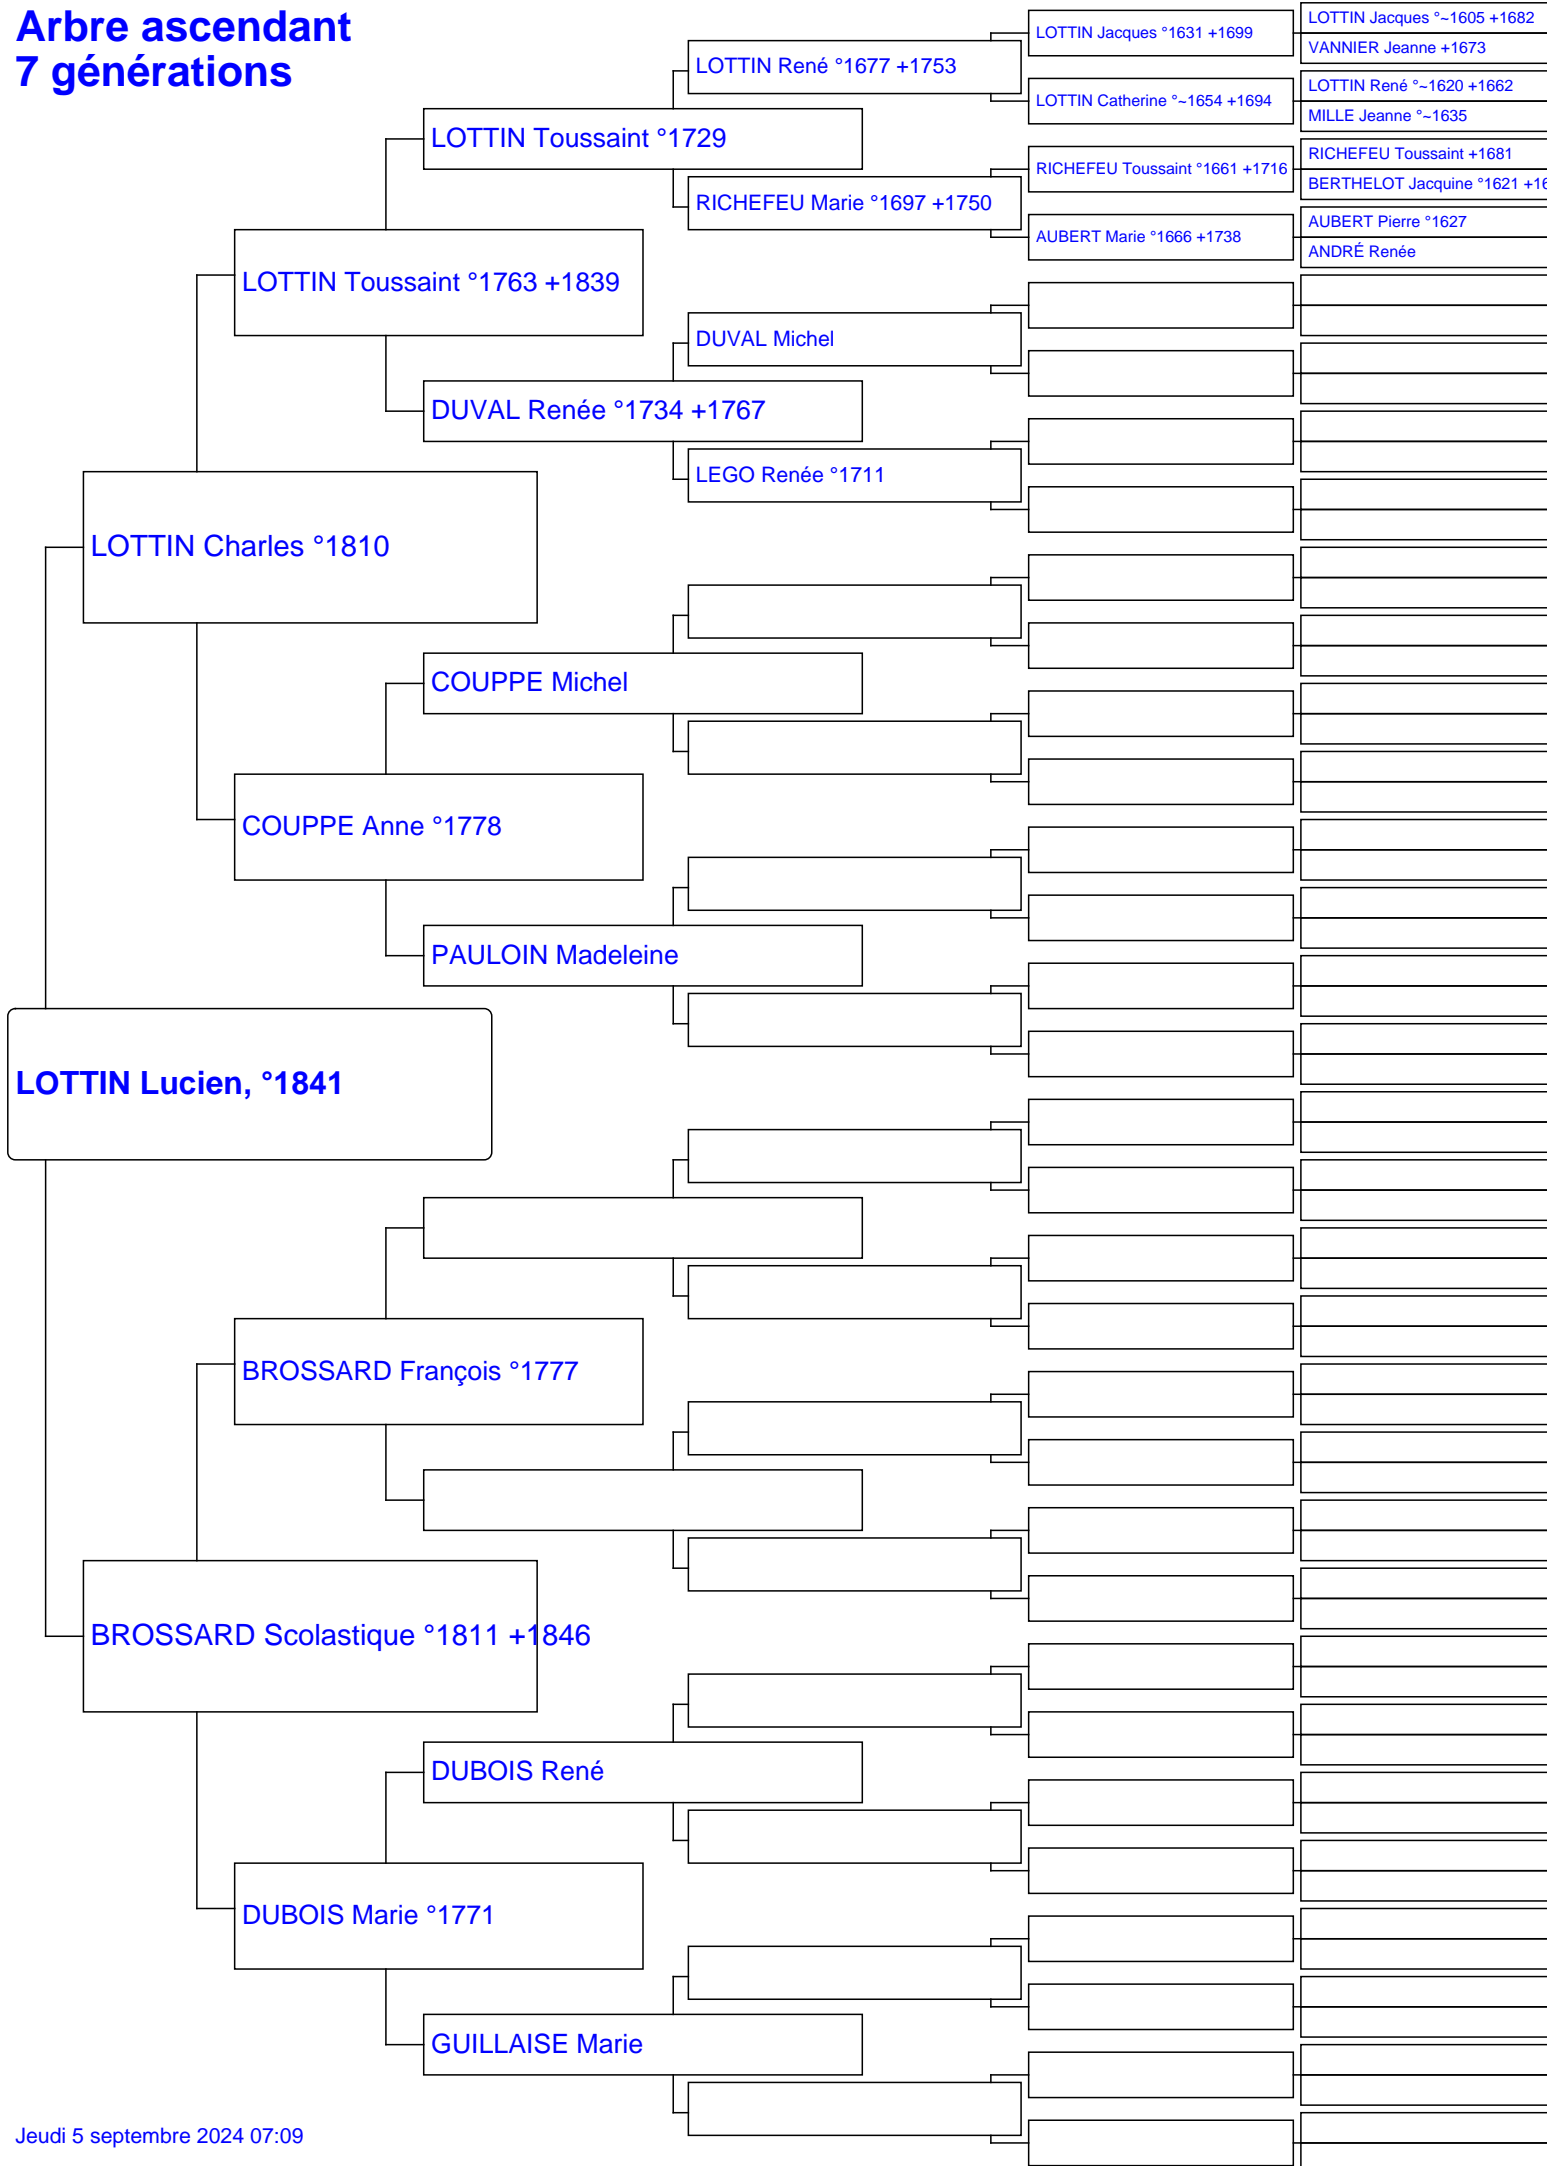 Arbre ascendant
7 générations
LOTTIN Jacques °~1605 +1682
LOTTIN Jacques °1631 +1699
VANNIER Jeanne +1673
LOTTIN René °1677 +1753
LOTTIN René °~1620 +1662
LOTTIN Catherine °~1654 +1694
MILLE Jeanne °~1635
LOTTIN Toussaint °1729
RICHEFEU Toussaint +1681
RICHEFEU Toussaint °1661 +1716
BERTHELOT Jacquine °1621 +16
RICHEFEU Marie °1697 +1750
AUBERT Pierre °1627
AUBERT Marie °1666 +1738
ANDRÉ Renée
LOTTIN Toussaint °1763 +1839
DUVAL Michel
DUVAL Renée °1734 +1767
LEGO Renée °1711
LOTTIN Charles °1810
COUPPE Michel
COUPPE Anne °1778
PAULOIN Madeleine
LOTTIN Lucien, °1841
BROSSARD François °1777
BROSSARD Scolastique °1811 +1846
DUBOIS René
DUBOIS Marie °1771
GUILLAISE Marie
Jeudi 5 septembre 2024 07:09